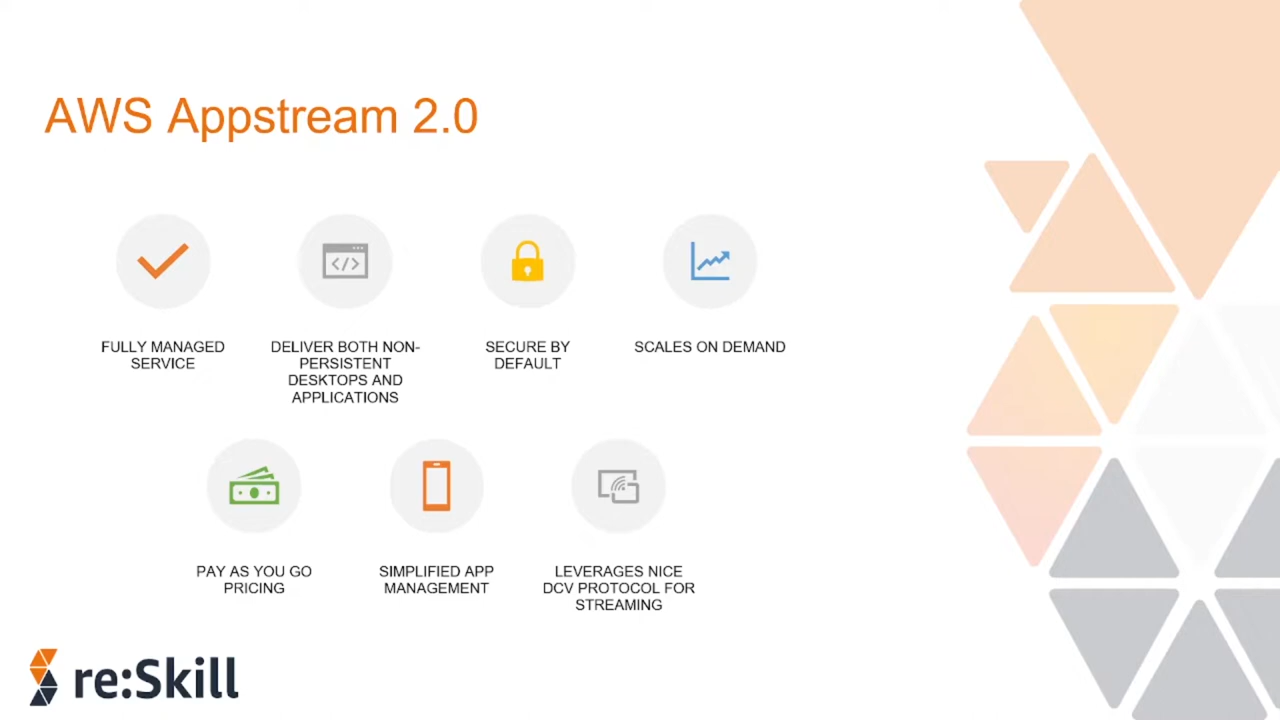 AWS Appstream 2.0
FULLY MANAGED
SERVICE
DELIVER BOTH NON-
PERSISTENT
DESKTOPS AND
APPLICATIONS
SECURE BY
DEFAULT
SCALES ON DEMAND
PAY AS YOU GO
PRICING
SIMPLIFIED APP
MANAGEMENT
LEVERAGES NICE
DCV PROTOCOL FOR
STREAMING
re:Skill